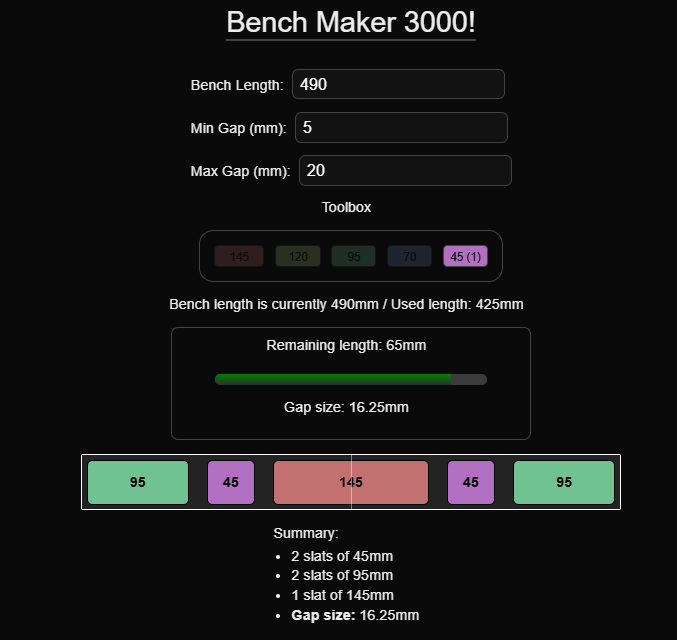 Bench Maker 3000!
Bench Length: 490
Min Gap (mm): 5
Max Gap (mm): 20
Toolbox
145 120 95 70 45 (1)
Bench length is currently 490mm / Used length: 425mm
Remaining length: 65mm
Gap size: 16.25mm
95 45 145 45 95
Summary:
• 2 slats of 45mm
• 2 slats of 95mm
• 1 slat of 145mm
• Gap size: 16.25mm